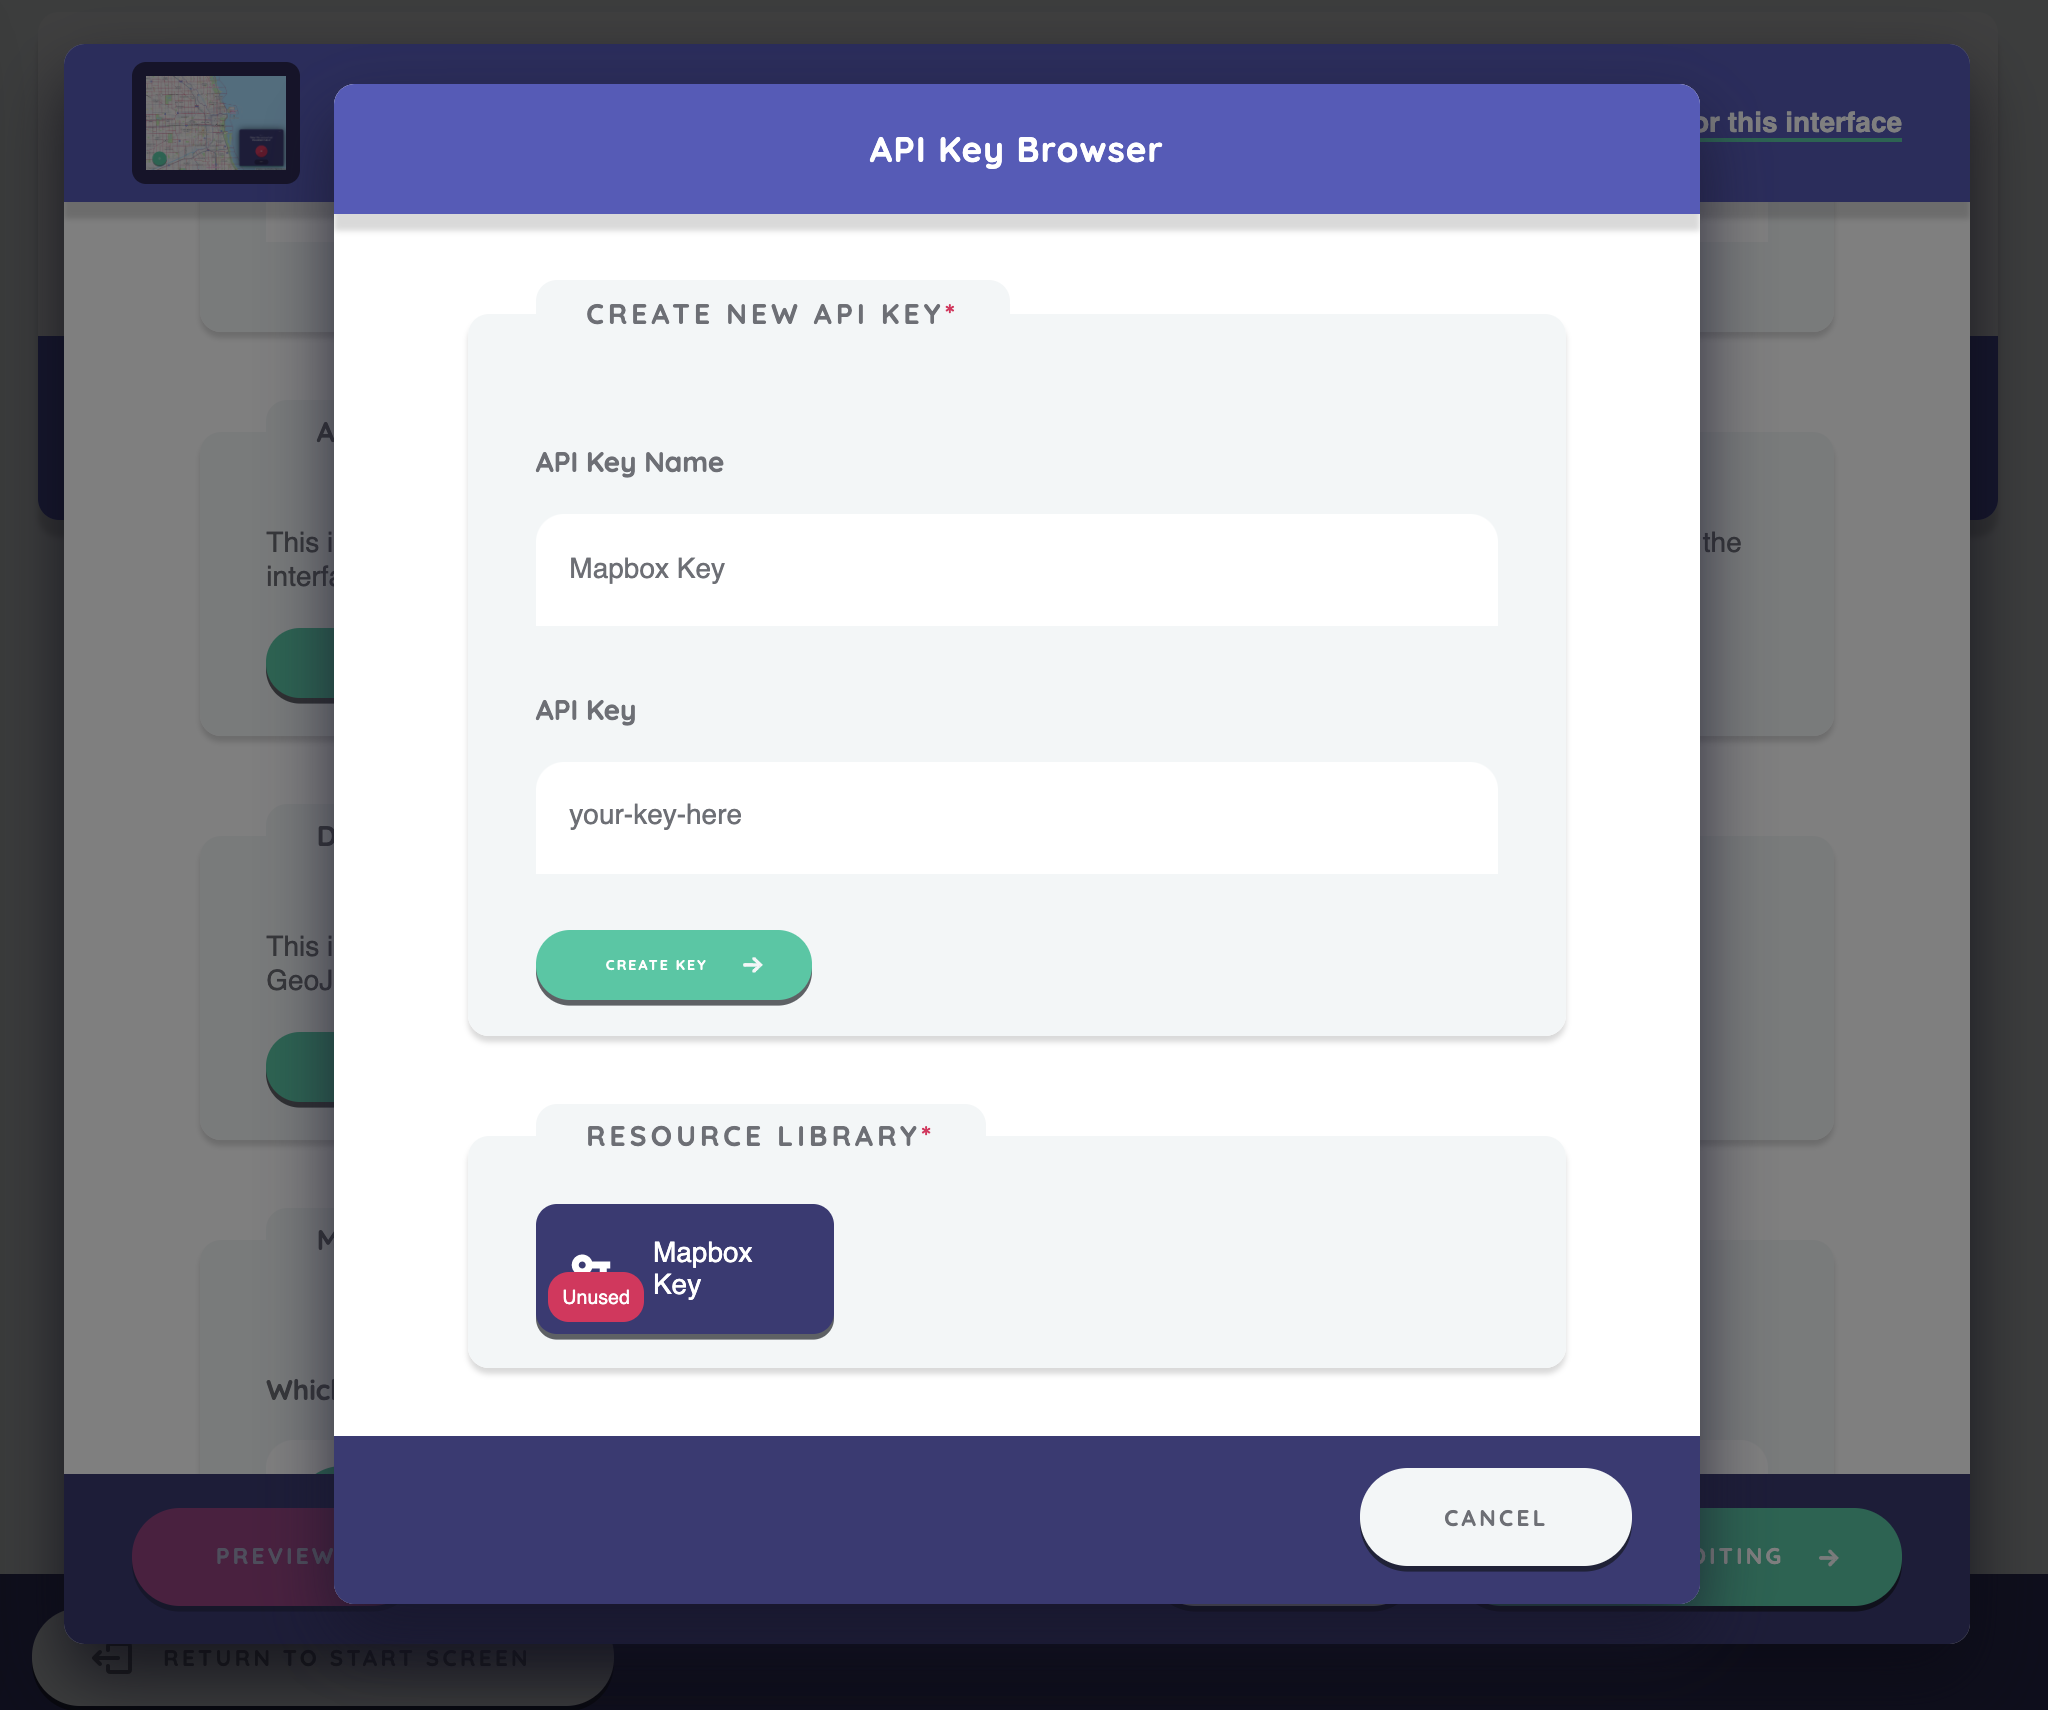 API Key Browser
or this interface
CREATE NEW API KEY*
API Key Name
Mapbox Key
API Key
your-key-here
CREATE KEY
RESOURCE LIBRARY*
Mapbox
Key
Unused
CANCEL
A
This i
the
interfa
D
This i
GeoJ
M
Which
PREVIEW
DITING
RETURN TO START SCREEN